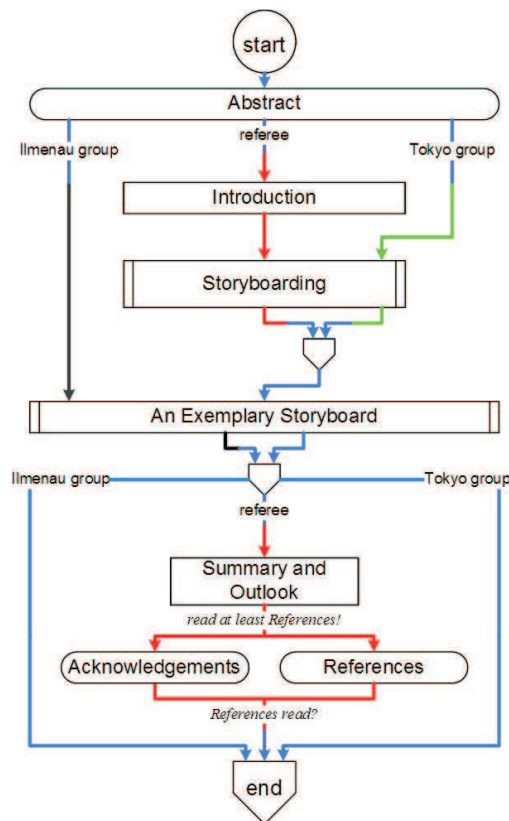 start
Abstract
Ilmenau group
referee
Tokyo group
Introduction
Storyboarding
An Exemplary Storyboard
Ilmenau group
Tokyo group
referee
Summary and
Outlook
read at least References!
Acknowledgements
References
References read?
end